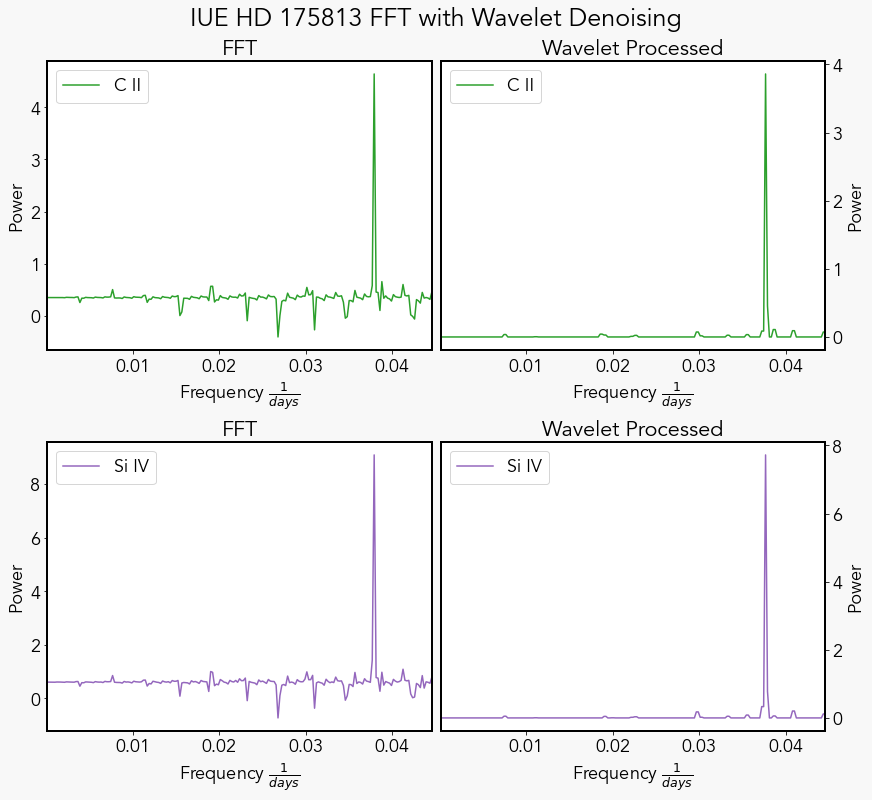 IUE HD 175813 FFT with Wavelet Denoising
FFT
Wavelet Processed
C II
C II
4
3
2
1
0
Power
4
3
2
1
0
Power
0.01 0.02 0.03 0.04
0.01 0.02 0.03 0.04
Frequency 1/days
Frequency 1/days
FFT
Wavelet Processed
Si IV
Si IV
8
6
4
2
0
Power
8
6
4
2
0
Power
0.01 0.02 0.03 0.04
0.01 0.02 0.03 0.04
Frequency 1/days
Frequency 1/days